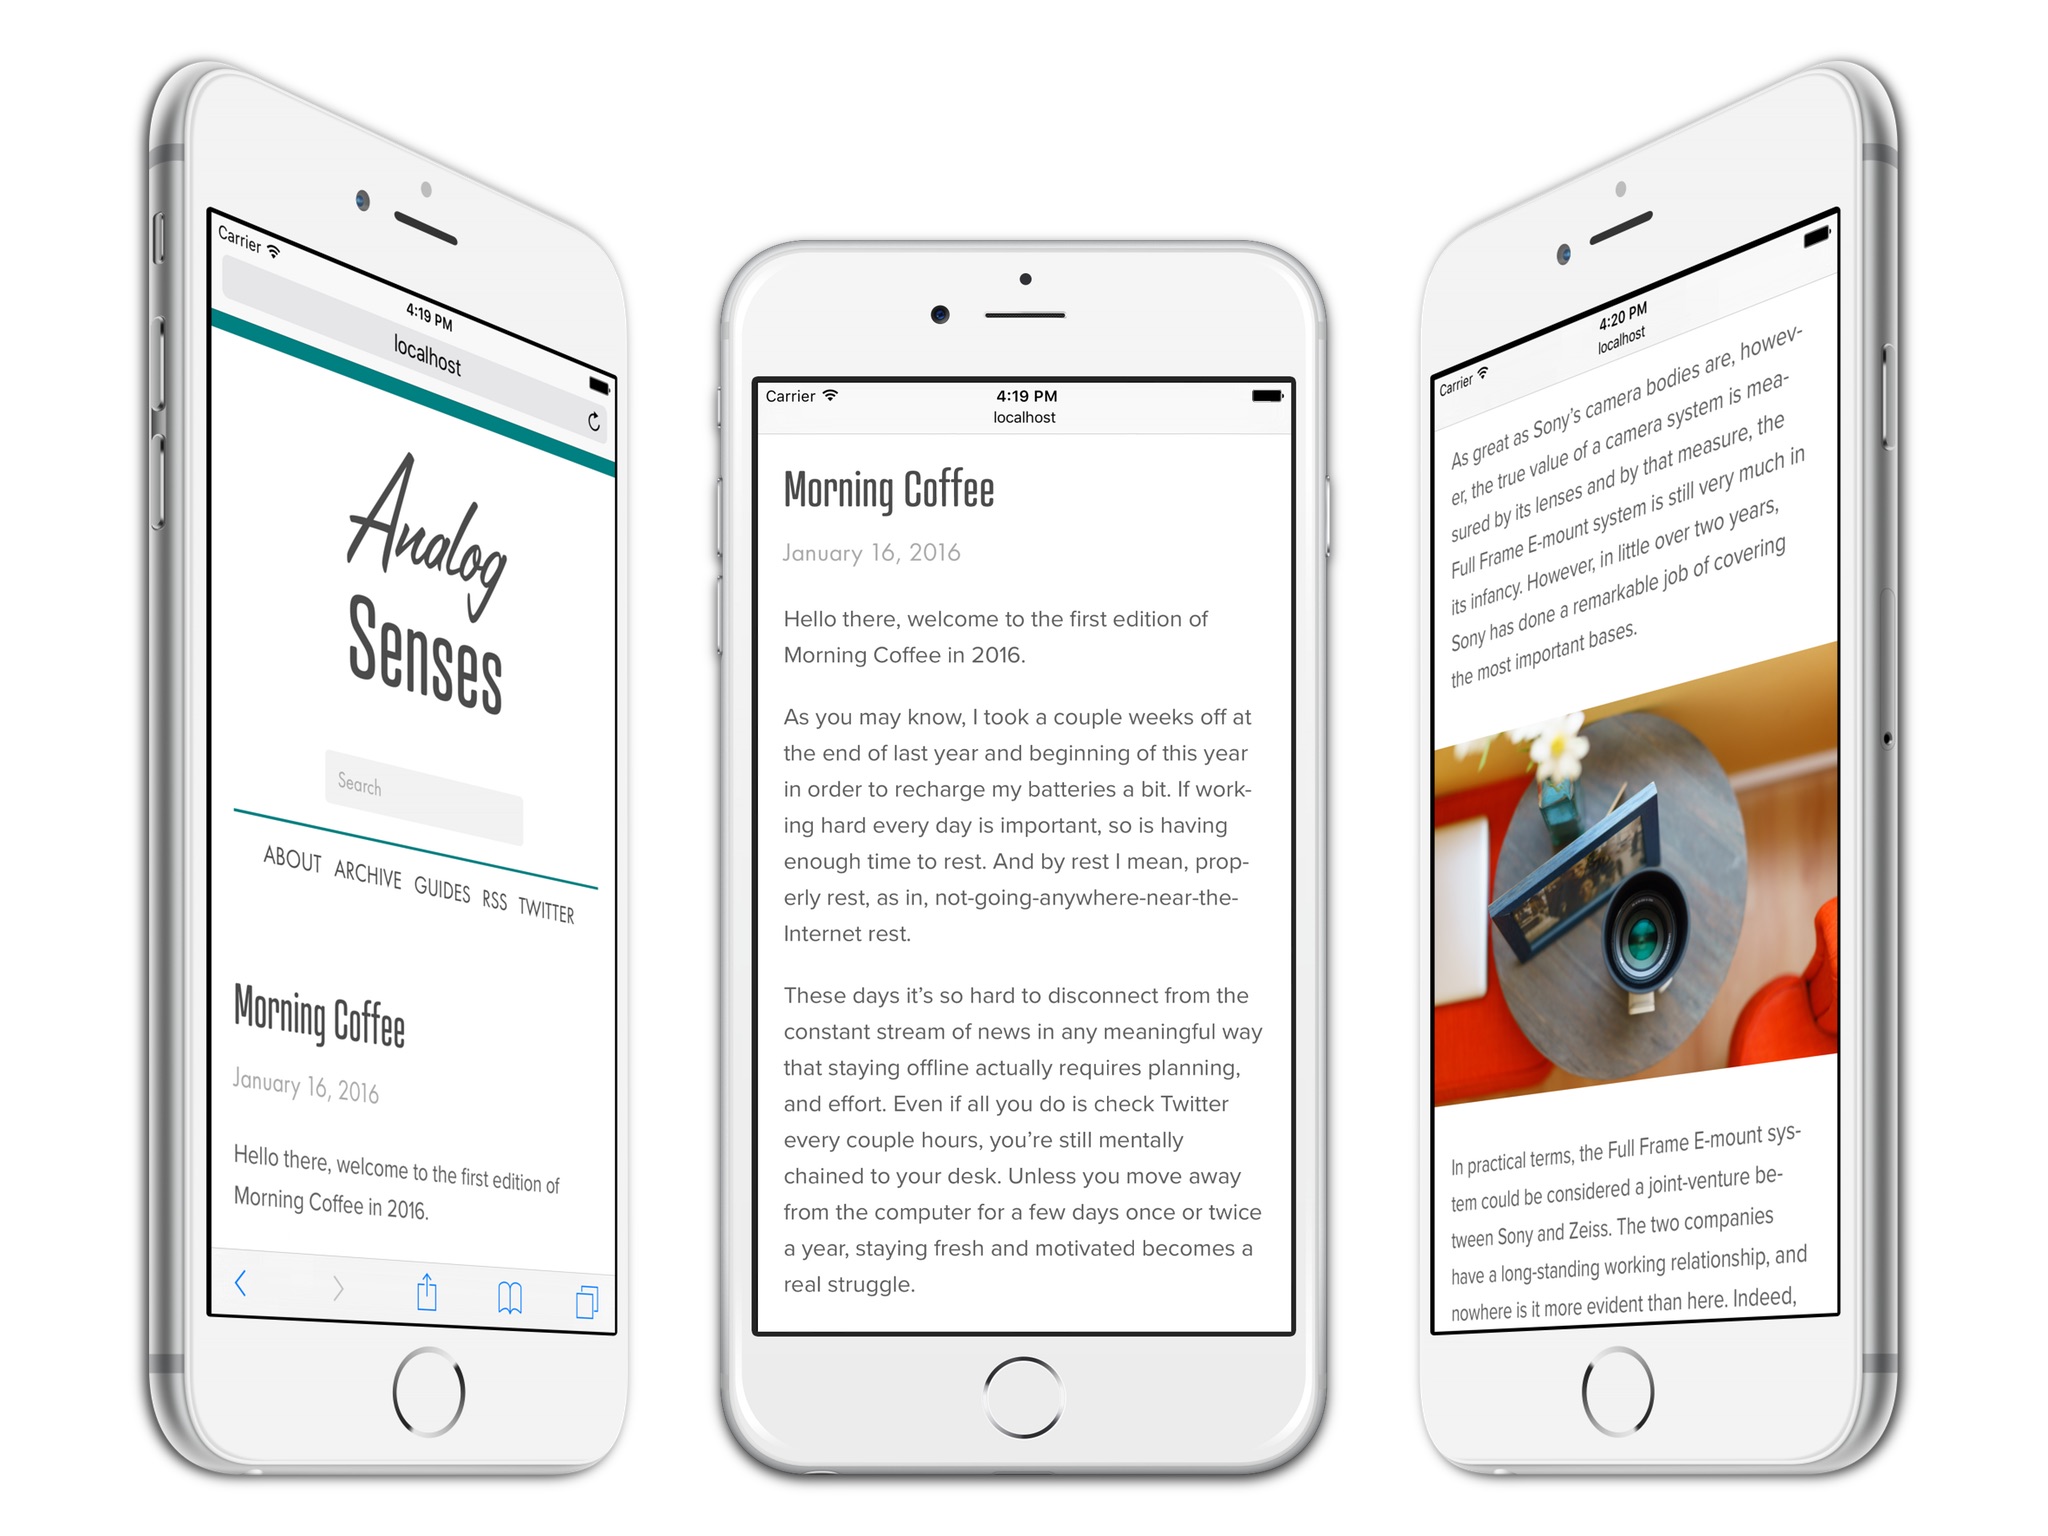 Carrier
4:19 PM
localhost
Analog
Senses
Search
ABOUT ARCHIVE GUIDES RSS TWITTER
Morning Coffee
January 16, 2016
Hello there, welcome to the first edition of
Morning Coffee in 2016.
Carrier
4:19 PM
localhost
Morning Coffee
January 16, 2016
Hello there, welcome to the first edition of
Morning Coffee in 2016.
As you may know, I took a couple weeks off at
the end of last year and beginning of this year
in order to recharge my batteries a bit. If work-
ing hard every day is important, so is having
enough time to rest. And by rest I mean, prop-
erly rest, as in, not-going-anywhere-near-the-
Internet rest.
These days it’s so hard to disconnect from the
constant stream of news in any meaningful way
that staying offline actually requires planning,
and effort. Even if all you do is check Twitter
every couple hours, you’re still mentally
chained to your desk. Unless you move away
from the computer for a few days once or twice
a year, staying fresh and motivated becomes a
real struggle.
Carrier
4:20 PM
localhost
As great as Sony’s camera bodies are, howev-
er, the true value of a camera system is mea-
sured by its lenses and by that measure, the
Full Frame E-mount system is still very much in
its infancy. However, in little over two years,
Sony has done a remarkable job of covering
the most important bases.
In practical terms, the Full Frame E-mount sys-
tem could be considered a joint-venture be-
tween Sony and Zeiss. The two companies
have a long-standing working relationship, and
nowhere is it more evident than here. Indeed,